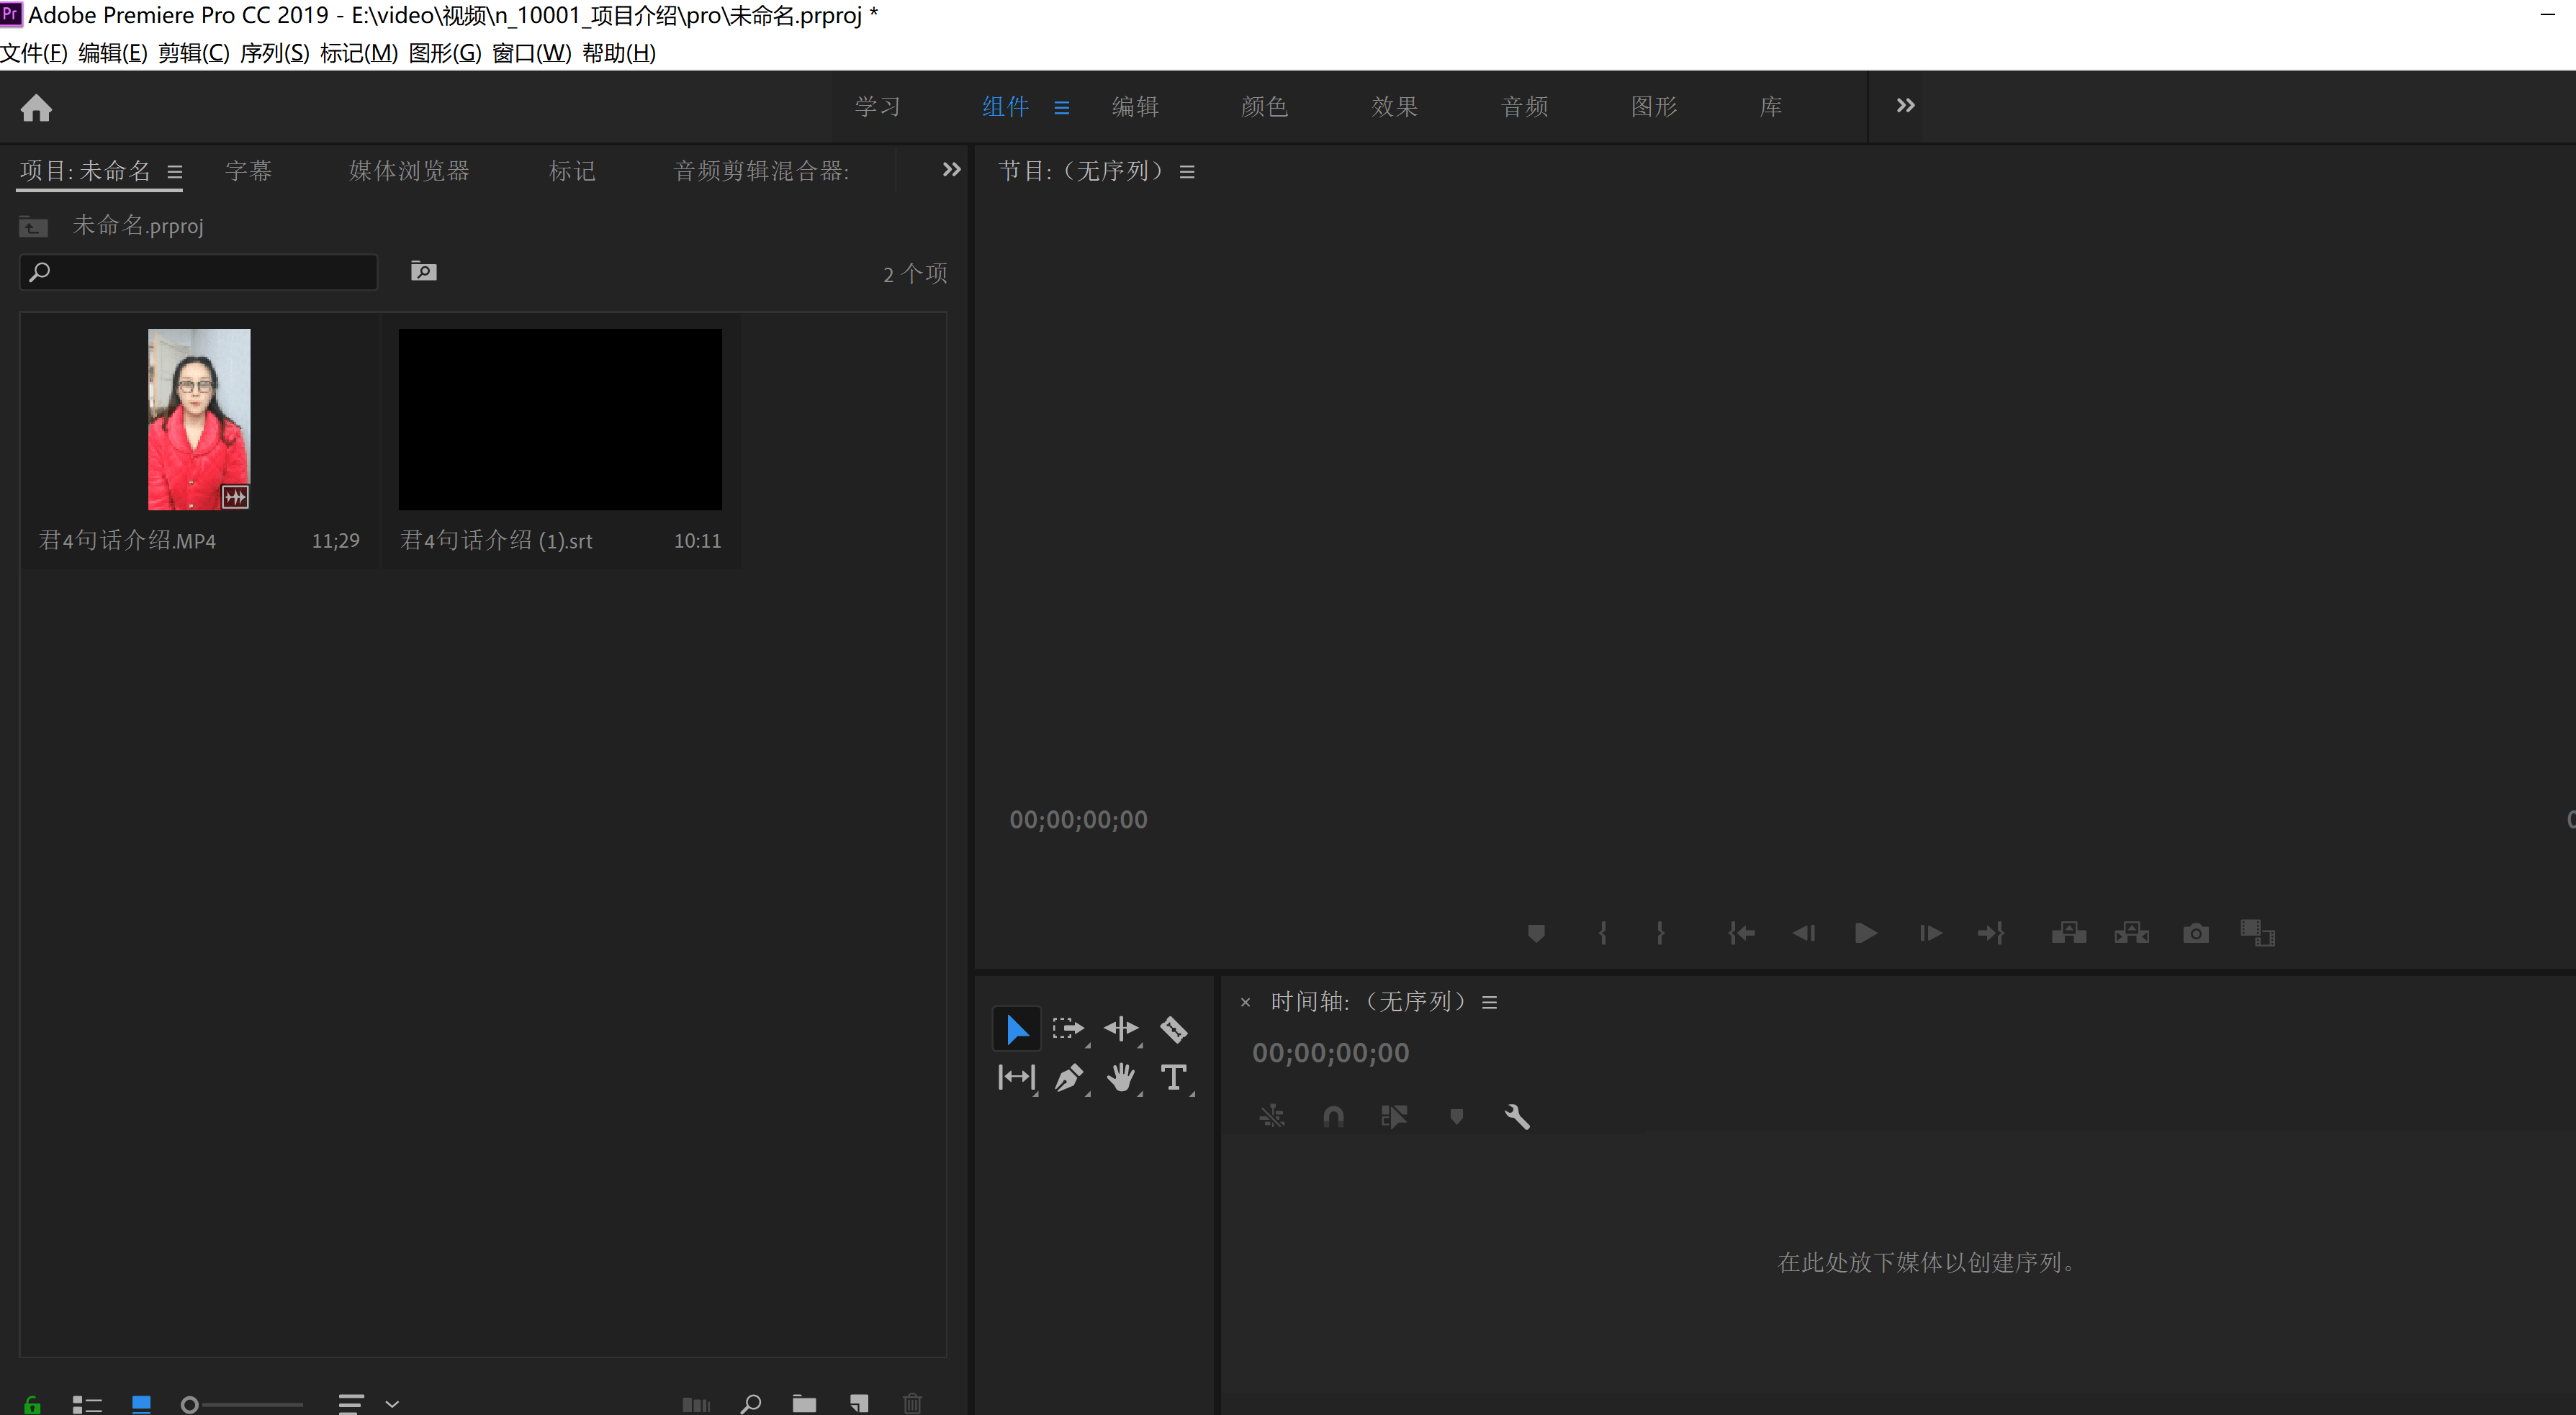 Pr Adobe Premiere Pro CC 2019 - E:\video\视频\n_10001_项目介绍\pro\未命名.prproj *
文件(F) 编辑(E) 剪辑(C) 序列(S) 标记(M) 图形(G) 窗口(W) 帮助(H)
学习 组件 编辑 颜色 效果 音频 图形 库
项目: 未命名 字幕 媒体浏览器 标记 音频剪辑混合器:
节目:（无序列）
未命名.prproj
2 个项
君4句话介绍.MP4 11;29
君4句话介绍 (1).srt 10:11
00;00;00;00
时间轴: （无序列）
00;00;00;00
在此处放下媒体以创建序列。